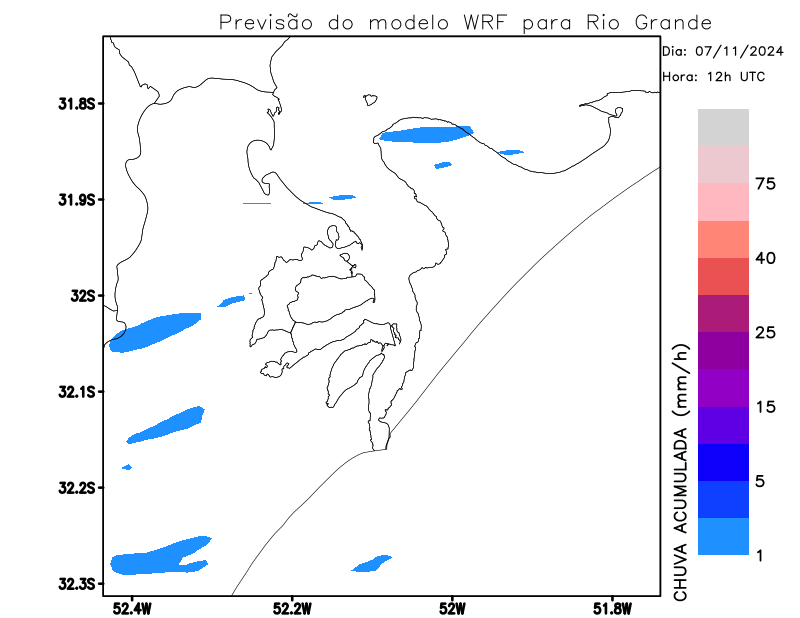 Previsão do modelo WRF para Rio Grande
Dia: 07/11/2024
Hora: 12h UTC
31.8S
31.9S
32S
32.1S
32.2S
32.3S
52.4W
52.2W
52W
51.8W
75
40
25
15
5
1
CHUVA ACUMULADA (mm/h)